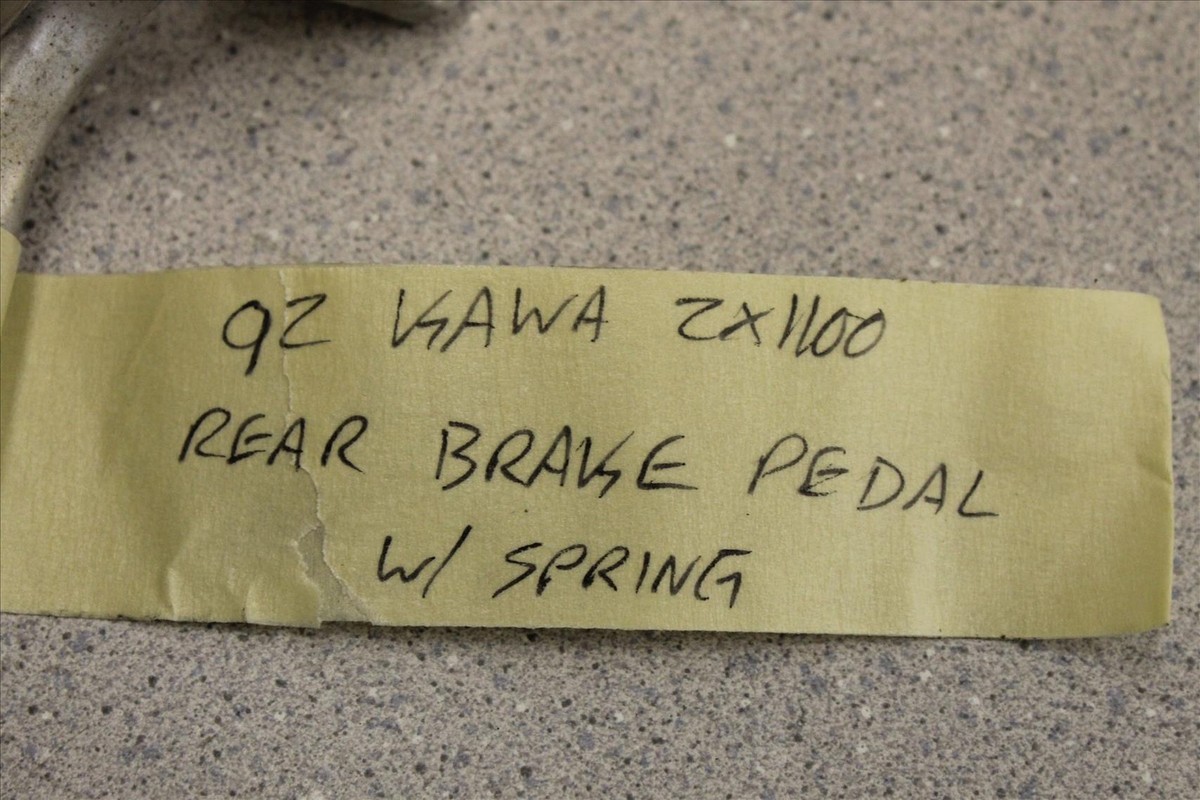 92 KAWA ZX1100
REAR BRAKE PEDAL
W/ SPRING